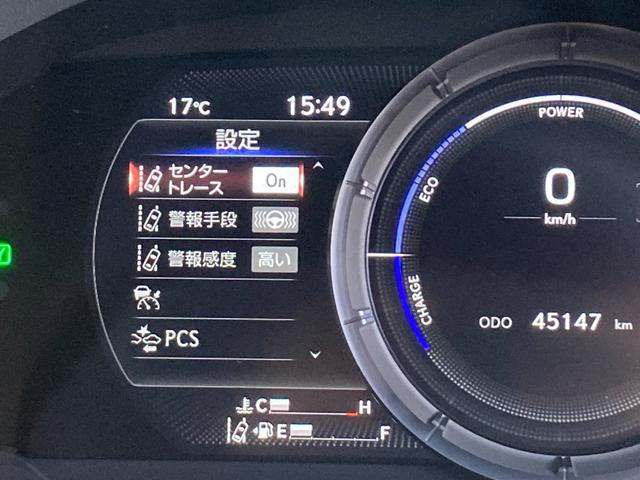 17℃ 15:49
設定
センター
トレース On
警報手段
警報感度 高い
PCS
C H
E F
POWER
ECO
CHARGE
0
km/h
ODO 45147 km